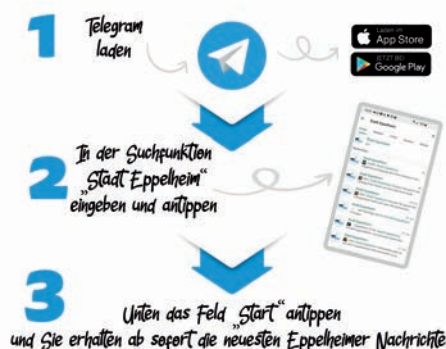 1
Telegram
laden
Laden im
App Store
JETZT BEI
Google Play
2
In der Suchfunktion
„Stadt Eppelheim“
eingeben und antippen
3
Unten das Feld „Start“ antippen
und Sie erhalten ab sofort die neuesten Eppelheimer Nachrichte